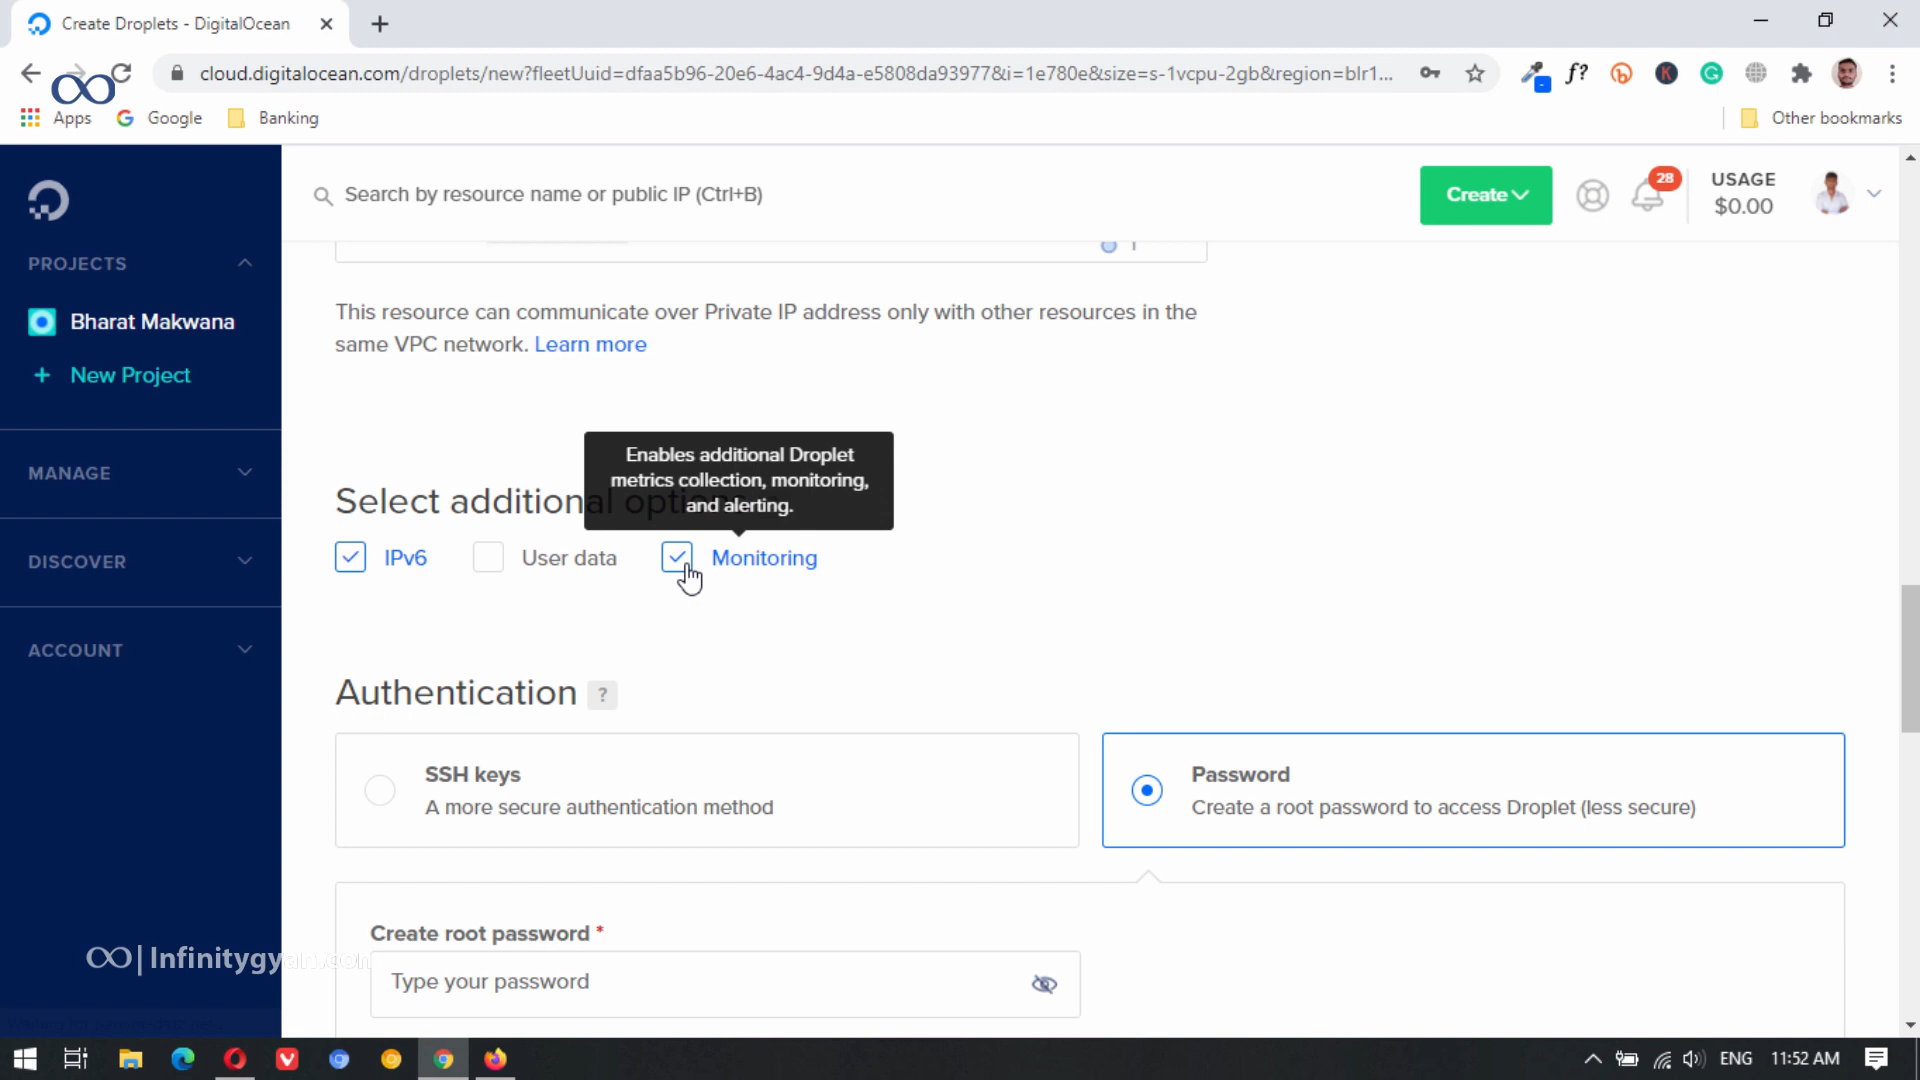 Create Droplets - DigitalOcean
cloud.digitalocean.com/droplets/new?fleetUuid=dfaa5b96-20e6-4ac4-9d4a-e5808da93977&i=1e780e&size=s-1vcpu-2gb&region=blr1...
f?
Apps
Google
Banking
Other bookmarks
Search by resource name or public IP (Ctrl+B)
Create
28
USAGE
$0.00
PROJECTS
Bharat Makwana
+ New Project
MANAGE
DISCOVER
ACCOUNT
This resource can communicate over Private IP address only with other resources in the
same VPC network. Learn more
Enables additional Droplet
metrics collection, monitoring,
and alerting.
Select additional options
IPv6
User data
Monitoring
Authentication ?
SSH keys
A more secure authentication method
Password
Create a root password to access Droplet (less secure)
Create root password *
Type your password
∞| Infinitygyan.com
ENG
11:52 AM